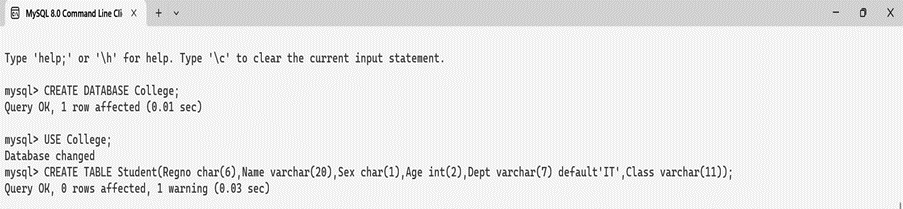 MySQL 8.0 Command Line Cli
Type 'help;' or '\h' for help. Type '\c' to clear the current input statement.
mysql> CREATE DATABASE College;
Query OK, 1 row affected (0.01 sec)
mysql> USE College;
Database changed
mysql> CREATE TABLE Student(Regno char(6),Name varchar(20),Sex char(1),Age int(2),Dept varchar(7) default'IT',Class varchar(11));
Query OK, 0 rows affected, 1 warning (0.03 sec)